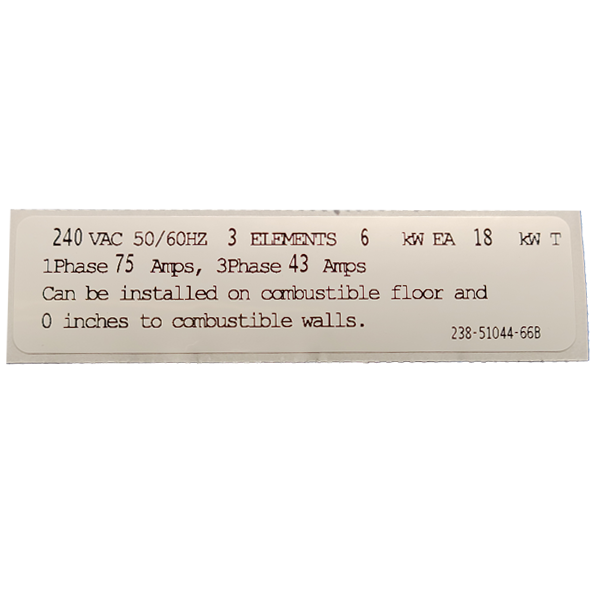 240 VAC 50/60HZ 3 ELEMENTS 6 kW EA 18 kW T
1Phase 75 Amps, 3Phase 43 Amps
Can be installed on combustible floor and
0 inches to combustible walls.
238-51044-66B